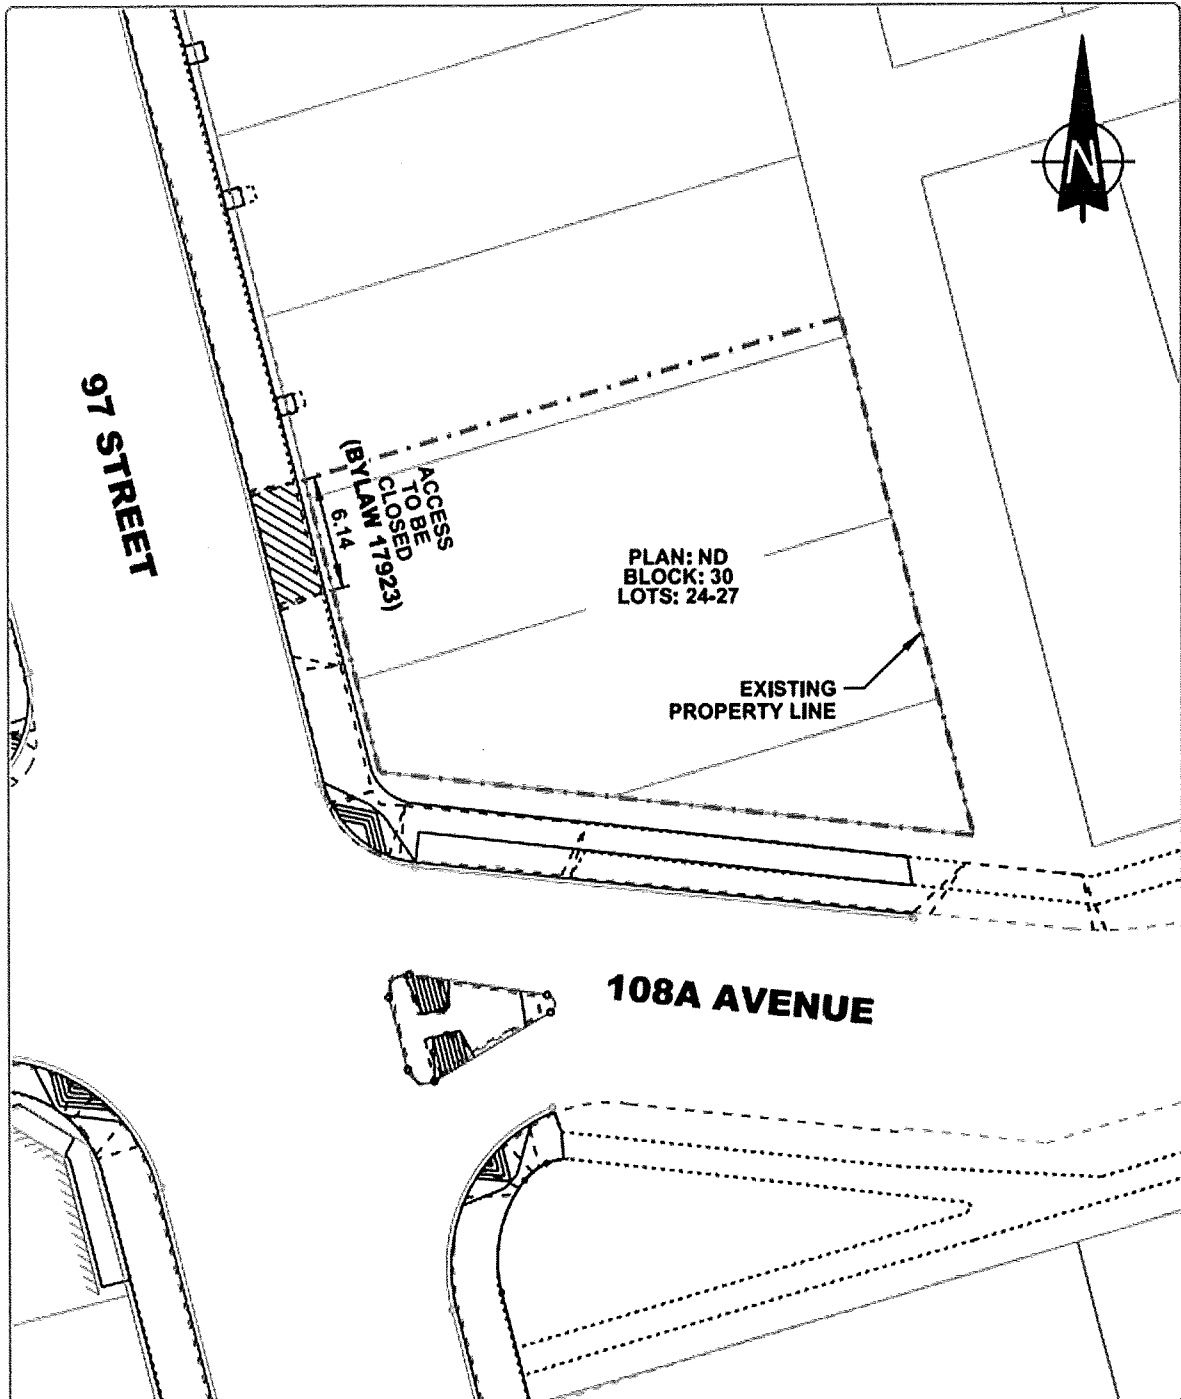 N
97 STREET
ACCESS
TO BE
CLOSED
(BYLAW 17923)
6.14
PLAN: ND
BLOCK: 30
LOTS: 24-27
EXISTING
PROPERTY LINE
108A AVENUE